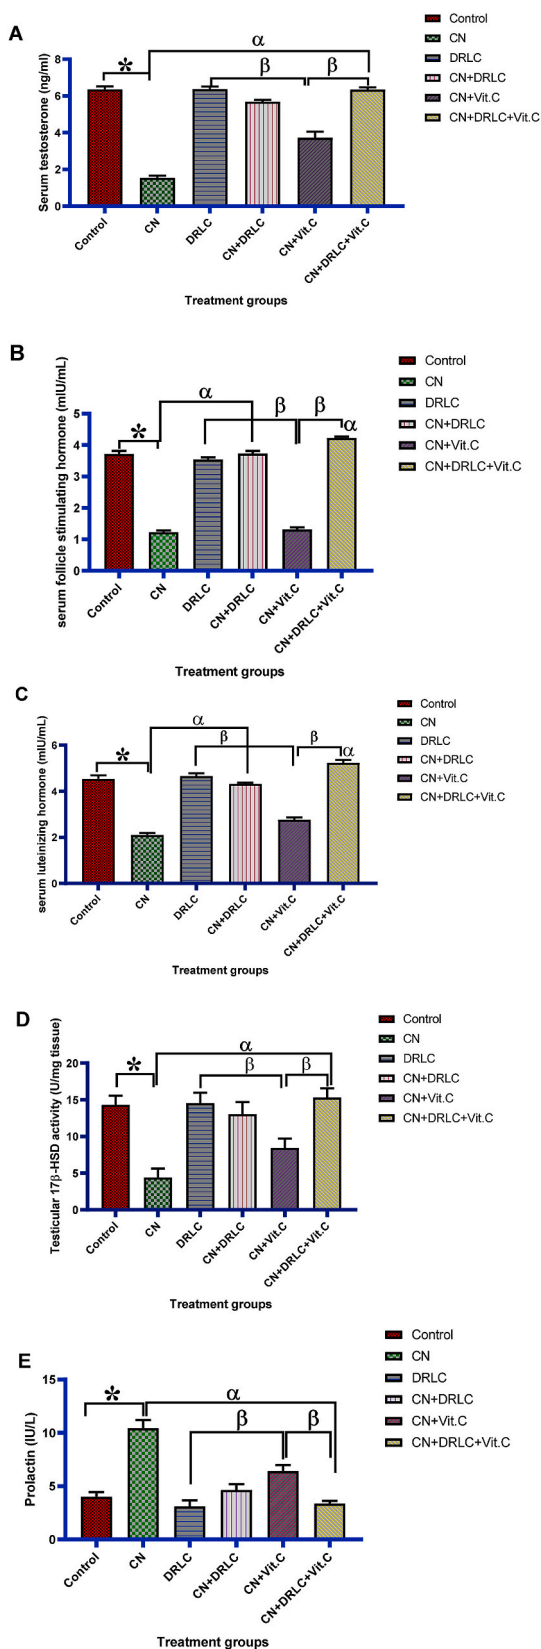 A
Serum testosterone (ng/ml)
8
6
4
2
0
*
α
β
β
Control
CN
DRLC
CN+DRLC
CN+Vit.C
CN+DRLC+Vit.C
Treatment groups
Control
CN
DRLC
CN+DRLC
CN+Vit.C
CN+DRLC+Vit.C
B
serum follicle stimulating hormone (mIU/mL)
5
4
3
2
1
0
*
α
β
β
α
Control
CN
DRLC
CN+DRLC
CN+Vit.C
CN+DRLC+Vit.C
Treatment groups
Control
CN
DRLC
CN+DRLC
CN+Vit.C
CN+DRLC+Vit.C
C
serum luteinizing hormone (mIU/mL)
6
4
2
0
*
α
β
β
α
Control
CN
DRLC
CN+DRLC
CN+Vit.C
CN+DRLC+Vit.C
Treatment groups
Control
CN
DRLC
CN+DRLC
CN+Vit.C
CN+DRLC+Vit.C
D
Testicular 17β-HSD activity (U/mg tissue)
20
15
10
5
0
*
α
β
β
Control
CN
DRLC
CN+DRLC
CN+Vit.C
CN+DRLC+Vit.C
Treatment groups
Control
CN
DRLC
CN+DRLC
CN+Vit.C
CN+DRLC+Vit.C
E
Prolactin (IU/L)
15
10
5
0
*
α
β
β
Control
CN
DRLC
CN+DRLC
CN+Vit.C
CN+DRLC+Vit.C
Treatment groups
Control
CN
DRLC
CN+DRLC
CN+Vit.C
CN+DRLC+Vit.C